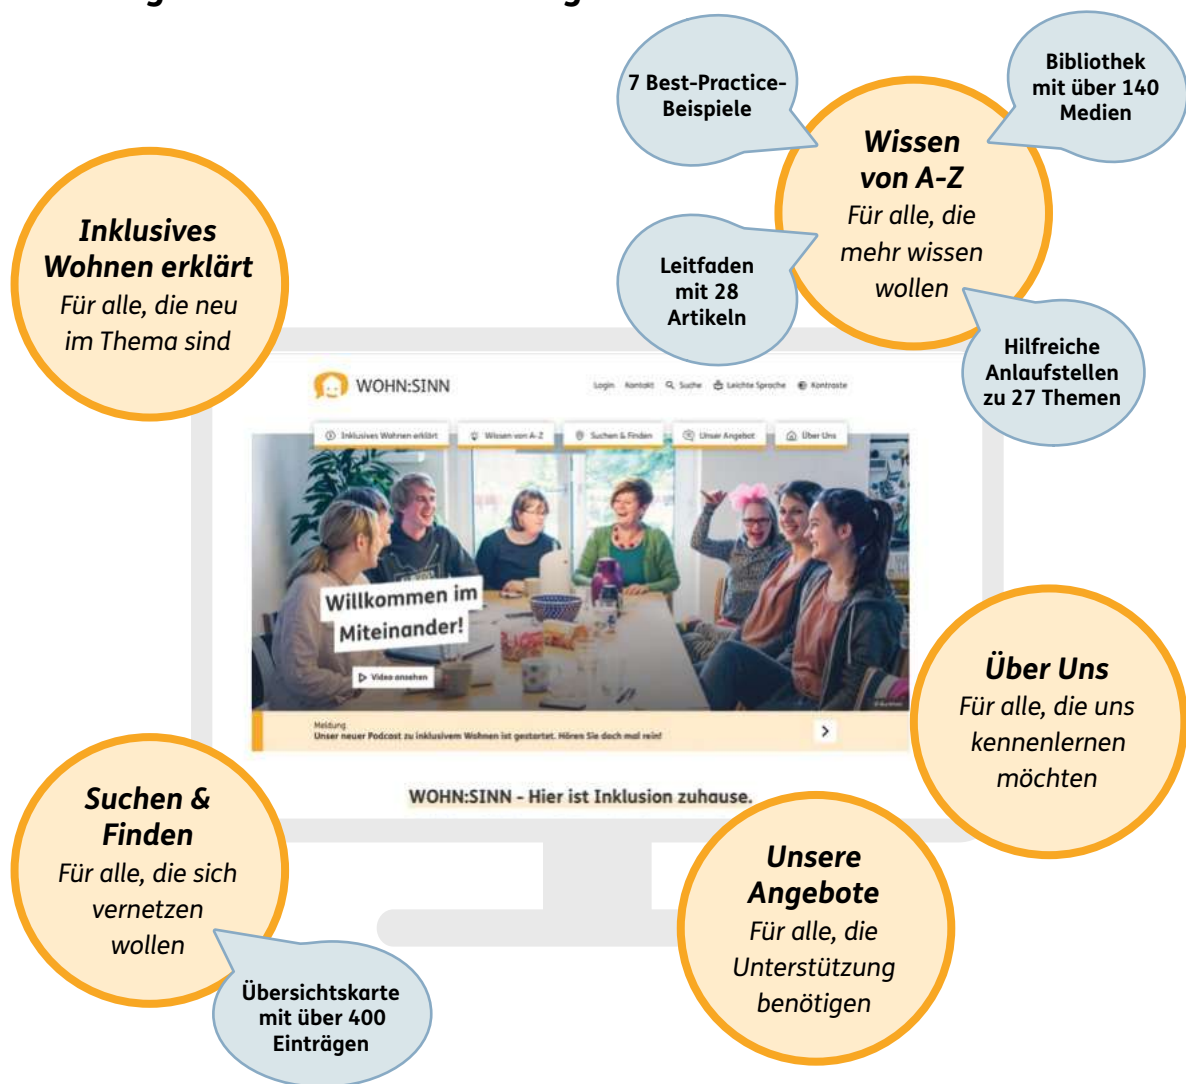 7 Best-Practice-
Beispiele
Bibliothek
mit über 140
Medien
Wissen
von A-Z
Für alle, die
mehr wissen
wollen
Leitfaden
mit 28
Artikeln
Hilfreiche
Anlaufstellen
zu 27 Themen
Inklusives
Wohnen erklärt
Für alle, die neu
im Thema sind
WOHN:SINN
Login Kontakt Suche Leichte Sprache Kontraste
Inklusives Wohnen erklärt Wissen von A-Z Suchen & Finden Unser Angebot Über Uns
Willkommen im
Miteinander!
Video ansehen
Meldung
Unser neuer Podcast zu inklusivem Wohnen ist gestartet. Hören Sie doch mal rein!
WOHN:SINN - Hier ist Inklusion zuhause.
Über Uns
Für alle, die uns
kennenlernen
möchten
Suchen &
Finden
Für alle, die sich
vernetzen
wollen
Übersichtskarte
mit über 400
Einträgen
Unsere
Angebote
Für alle, die
Unterstützung
benötigen